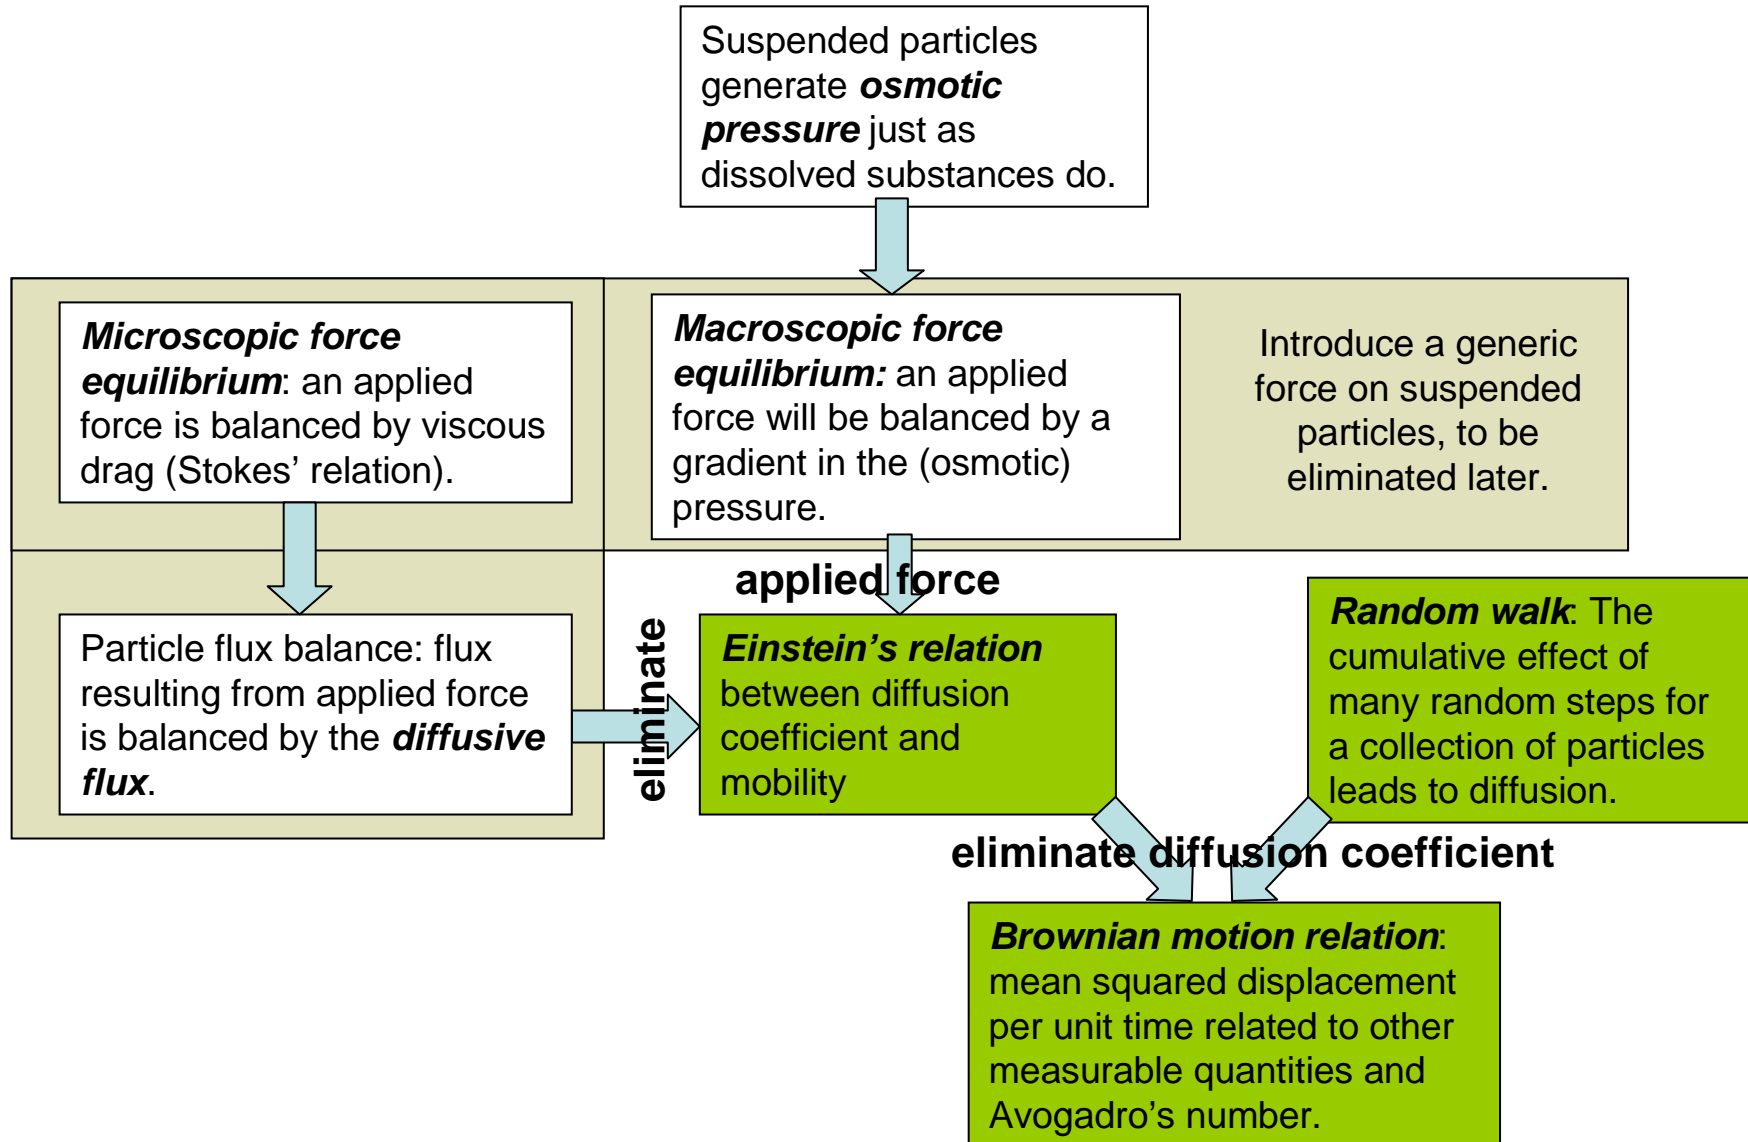 Suspended particles
generate osmotic
pressure just as
dissolved substances do.
Microscopic force
equilibrium: an applied
force is balanced by viscous
drag (Stokes’ relation).
Macroscopic force
equilibrium: an applied
force will be balanced by a
gradient in the (osmotic)
pressure.
Introduce a generic
force on suspended
particles, to be
eliminated later.
applied force
Particle flux balance: flux
resulting from applied force
is balanced by the diffusive
flux.
eliminate
Einstein’s relation
between diffusion
coefficient and
mobility
Random walk: The
cumulative effect of
many random steps for
a collection of particles
leads to diffusion.
eliminate diffusion coefficient
Brownian motion relation:
mean squared displacement
per unit time related to other
measurable quantities and
Avogadro’s number.